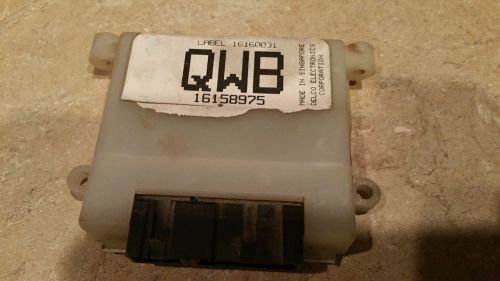 LABEL 16160031
QWB
16158975
MADE IN SINGAPORE
DELCO ELECTRONICS
CORPORATION